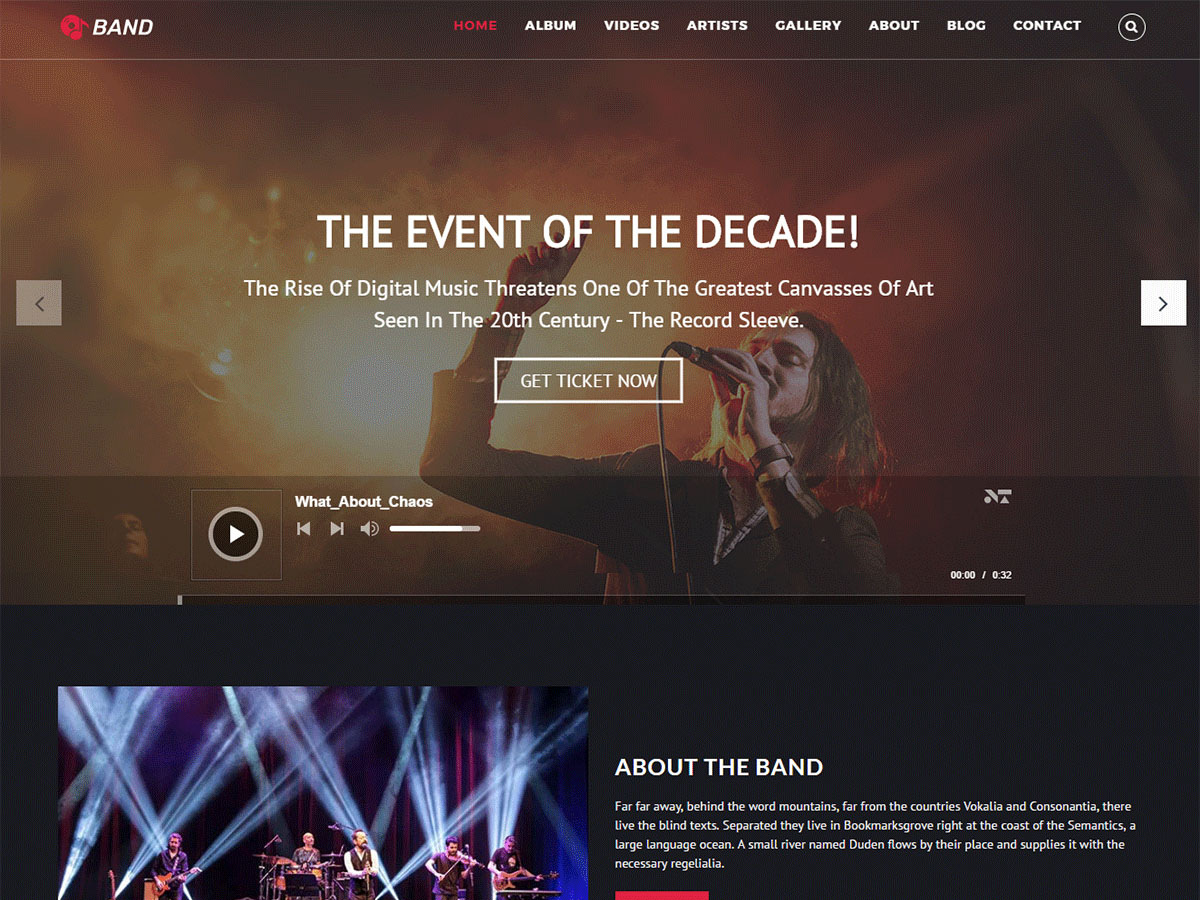 BAND
HOME ALBUM VIDEOS ARTISTS GALLERY ABOUT BLOG CONTACT
THE EVENT OF THE DECADE!
The Rise Of Digital Music Threatens One Of The Greatest Canvasses Of Art
Seen In The 20th Century - The Record Sleeve.
GET TICKET NOW
What_About_Chaos
00:00 / 0:32
ABOUT THE BAND
Far far away, behind the word mountains, far from the countries Vokalia and Consonantia, there
live the blind texts. Separated they live in Bookmarksgrove right at the coast of the Semantics, a
large language ocean. A small river named Duden flows by their place and supplies it with the
necessary regelialia.